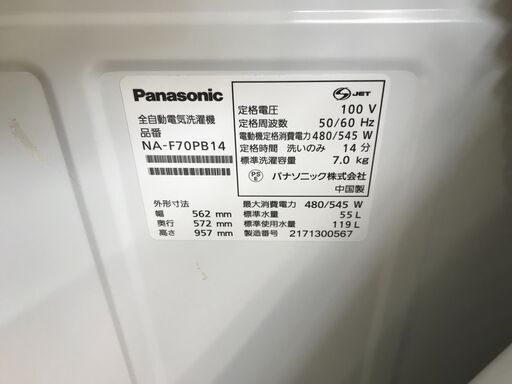 Panasonic
全自動電気洗濯機
品番
NA-F70PB14
外形寸法
幅 562 mm
奥行 572 mm
高さ 957 mm
S JET
定格電圧 100 V
定格周波数 50/60 Hz
電動機定格消費電力 480/545 W
定格時間 洗いのみ 14分
標準洗濯容量 7.0 kg
PS E パナソニック株式会社
中国製
最大消費電力 480/545 W
標準水量 55 L
標準使用水量 119 L
製造番号 2171300567